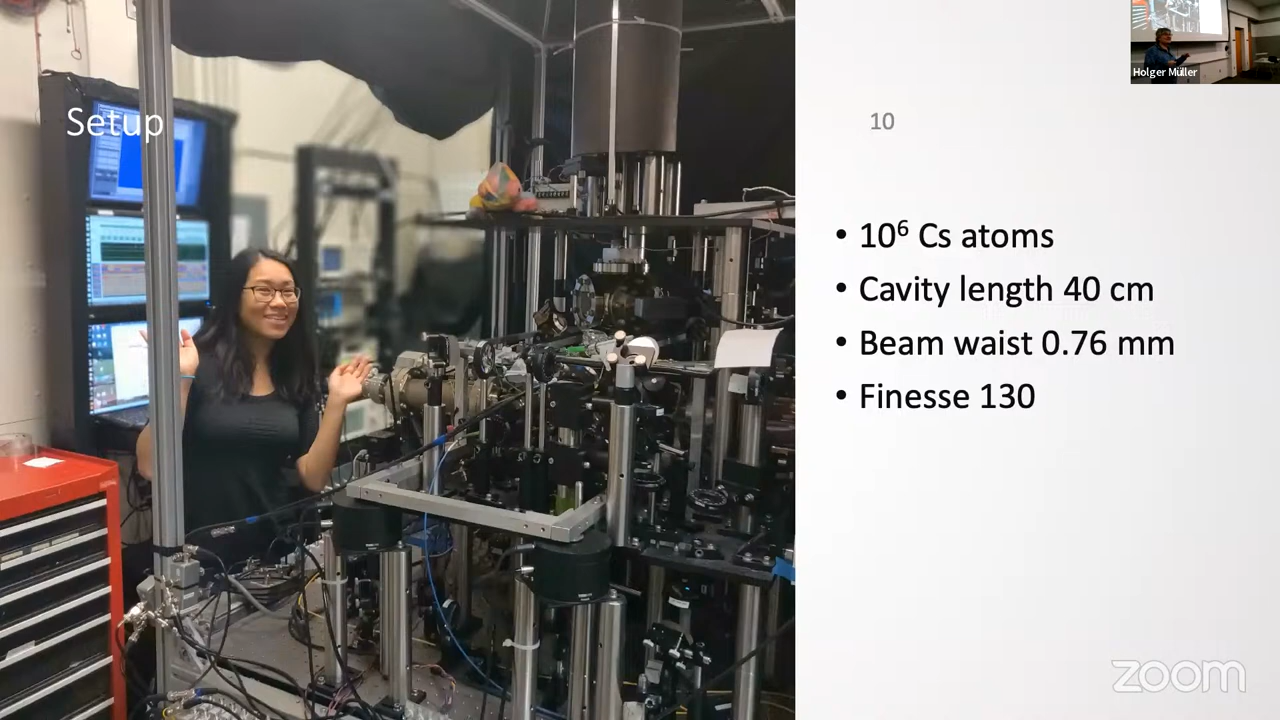 Setup
Holger Müller
10
• 10⁶ Cs atoms
• Cavity length 40 cm
• Beam waist 0.76 mm
• Finesse 130
zoom